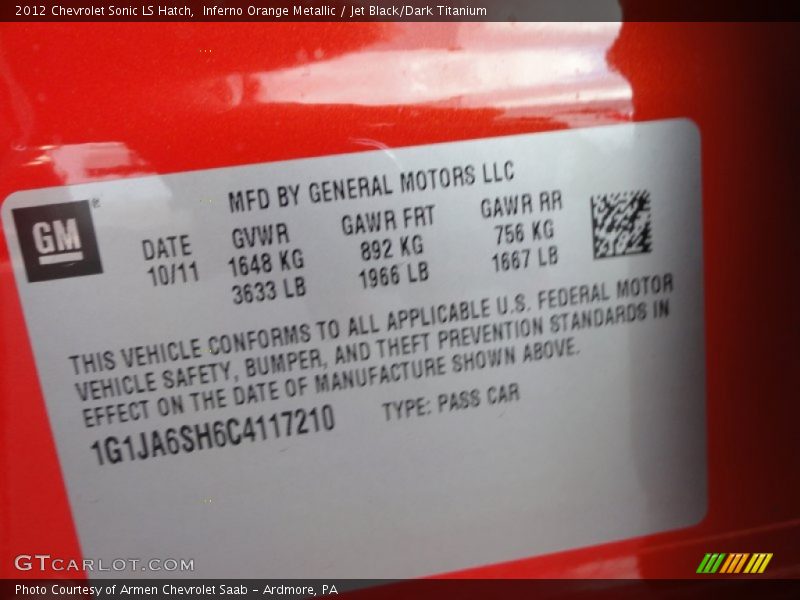 2012 Chevrolet Sonic LS Hatch,  Inferno Orange Metallic / Jet Black/Dark Titanium
MFD BY GENERAL MOTORS LLC
GM®
DATE GVWR GAWR FRT GAWR RR
10/11 1648 KG 892 KG 756 KG
3633 LB 1966 LB 1667 LB
THIS VEHICLE CONFORMS TO ALL APPLICABLE U.S. FEDERAL MOTOR
VEHICLE SAFETY, BUMPER, AND THEFT PREVENTION STANDARDS IN
EFFECT ON THE DATE OF MANUFACTURE SHOWN ABOVE.
1G1JA6SH6C4117210 TYPE: PASS CAR
GTCARLOT.COM
Photo Courtesy of Armen Chevrolet Saab - Ardmore, PA